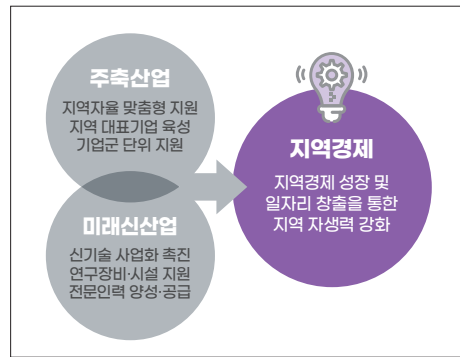 주축산업
지역자율 맞춤형 지원
지역 대표기업 육성
기업군 단위 지원
미래신산업
신기술 사업화 촉진
연구장비·시설 지원
전문인력 양성·공급
지역경제
지역경제 성장 및
일자리 창출을 통한
지역 자생력 강화